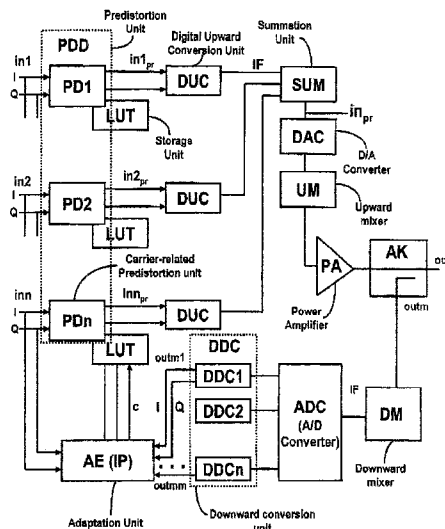 Predistortion
Unit
PDD
Digital Upward
Conversion Unit
Summation
Unit
in1
in1pr
I
Q
PD1
DUC
IF
SUM
inpr
LUT
Storage
Unit
DAC
D/A
Converter
in2
in2pr
I
Q
PD2
DUC
UM
Upward
mixer
LUT
Carrier-related
Predistortion unit
PA
AK
ou
outm
Power
Amplifier
inn
Innpr
I
Q
PDn
DUC
LUT
DDC
outm1
c
I
Q
DDC1
DDC2
DDCn
ADC
(A/D
Converter)
IF
DM
Downward
mixer
AE (IP)
outmm
Adaptation Unit
Downward conversion
unit